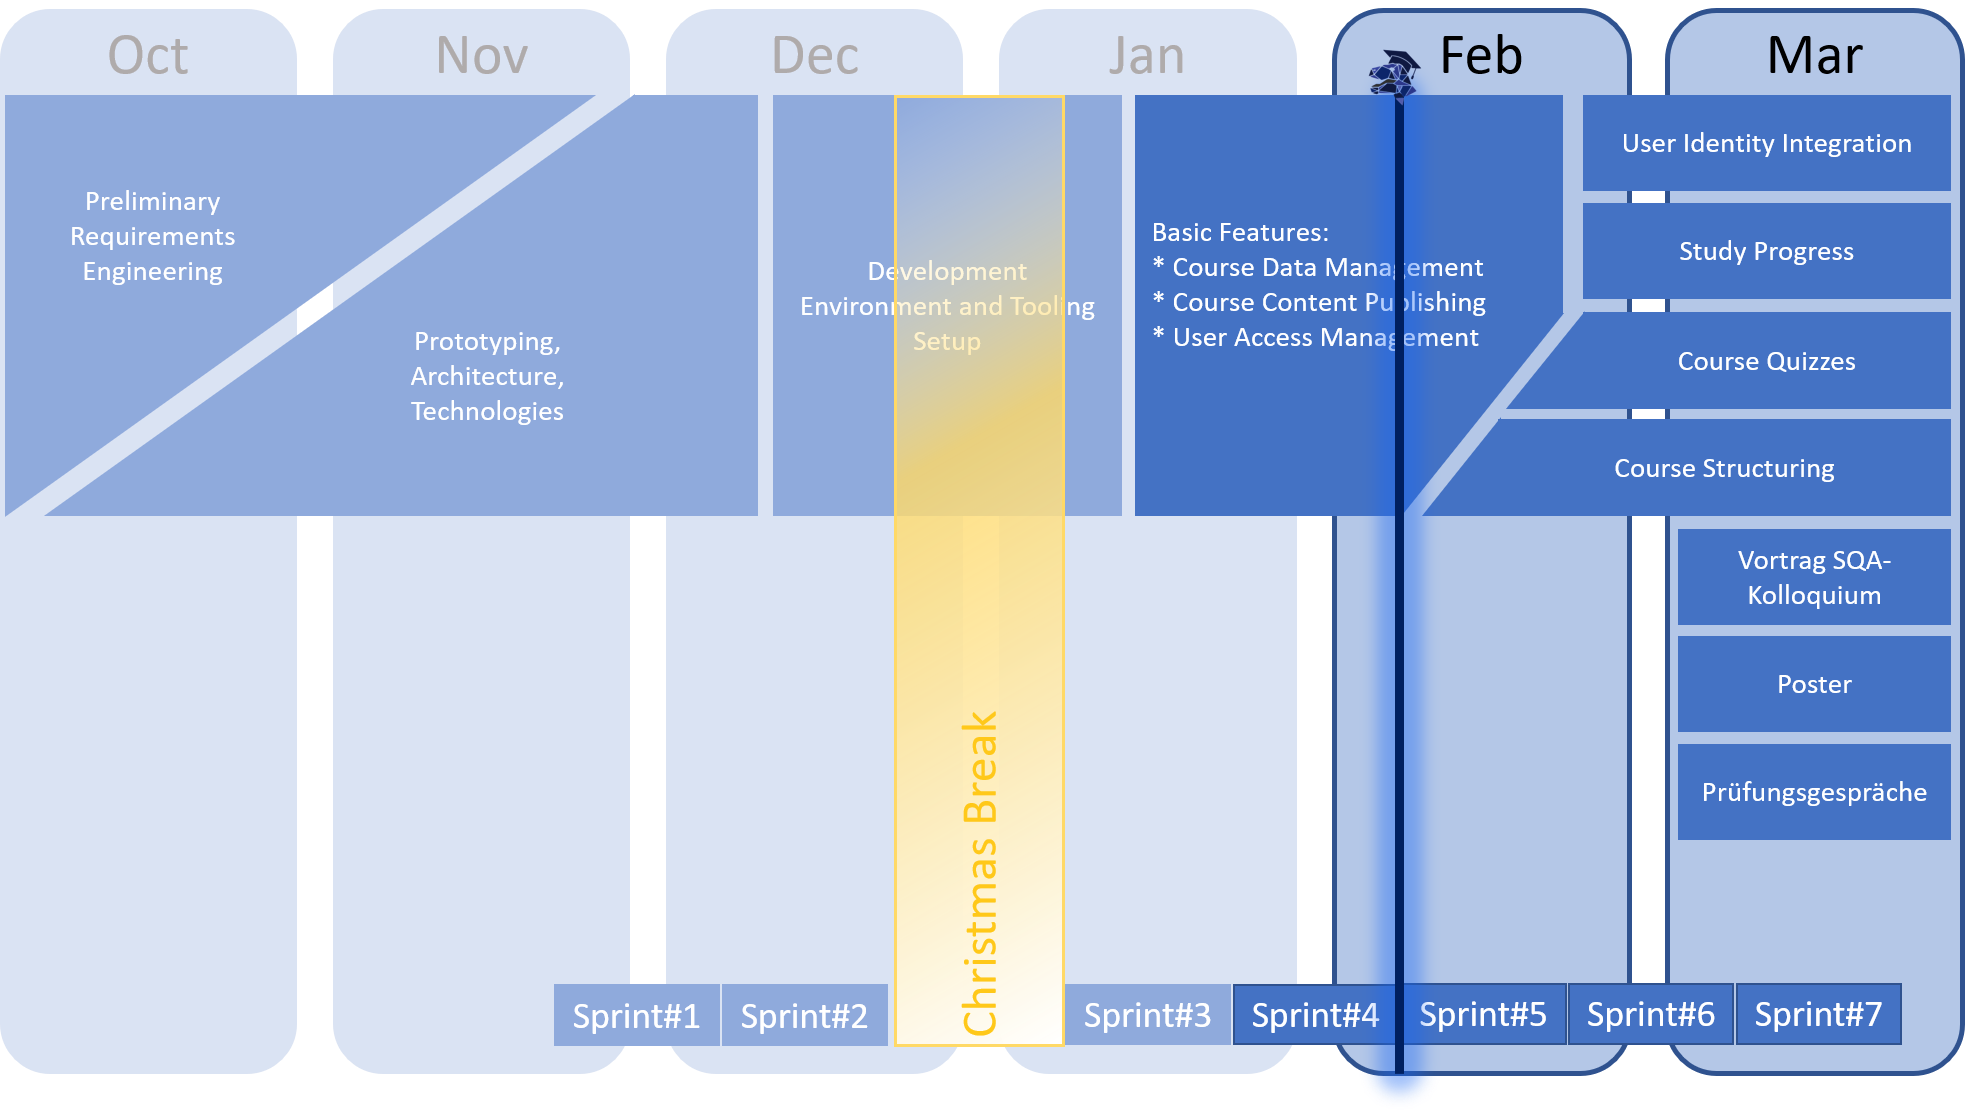 Oct
Nov
Dec
Jan
Feb
Mar
Preliminary
Requirements
Engineering
Prototyping,
Architecture,
Technologies
Development
Environment and Tooling
Setup
Basic Features:
* Course Data Management
* Course Content Publishing
* User Access Management
User Identity Integration
Study Progress
Course Quizzes
Course Structuring
Vortrag SQA-
Kolloquium
Poster
Prüfungsgespräche
Christmas Break
Sprint#1
Sprint#2
Sprint#3
Sprint#4
Sprint#5
Sprint#6
Sprint#7